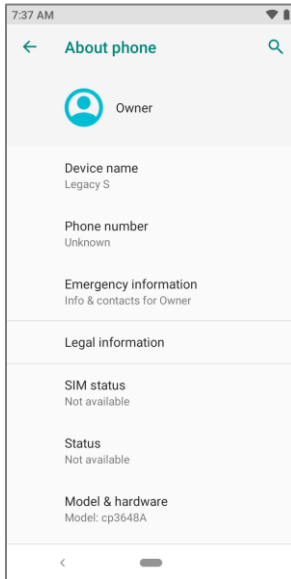 7:37 AM
About phone
Owner
Device name
Legacy S
Phone number
Unknown
Emergency information
Info & contacts for Owner
Legal information
SIM status
Not available
Status
Not available
Model & hardware
Model: cp3648A